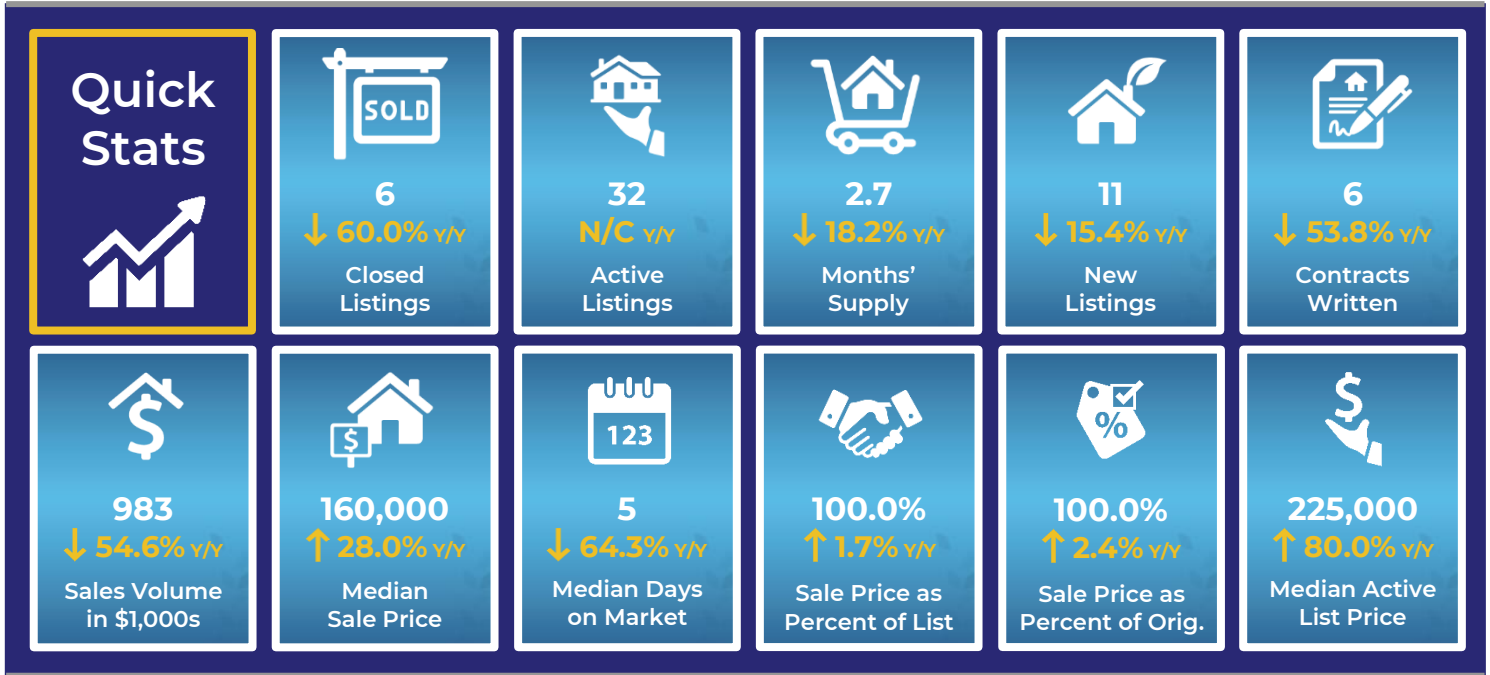 Quick
Stats
SOLD
6
↓ 60.0% Y/Y
Closed
Listings
32
N/C Y/Y
Active
Listings
2.7
↓ 18.2% Y/Y
Months’
Supply
11
↓ 15.4% Y/Y
New
Listings
6
↓ 53.8% Y/Y
Contracts
Written
$
983
↓ 54.6% Y/Y
Sales Volume
in $1,000s
$
160,000
↑ 28.0% Y/Y
Median
Sale Price
123
5
↓ 64.3% Y/Y
Median Days
on Market
100.0%
↑ 1.7% Y/Y
Sale Price as
Percent of List
%
100.0%
↑ 2.4% Y/Y
Sale Price as
Percent of Orig.
$
225,000
↑ 80.0% Y/Y
Median Active
List Price